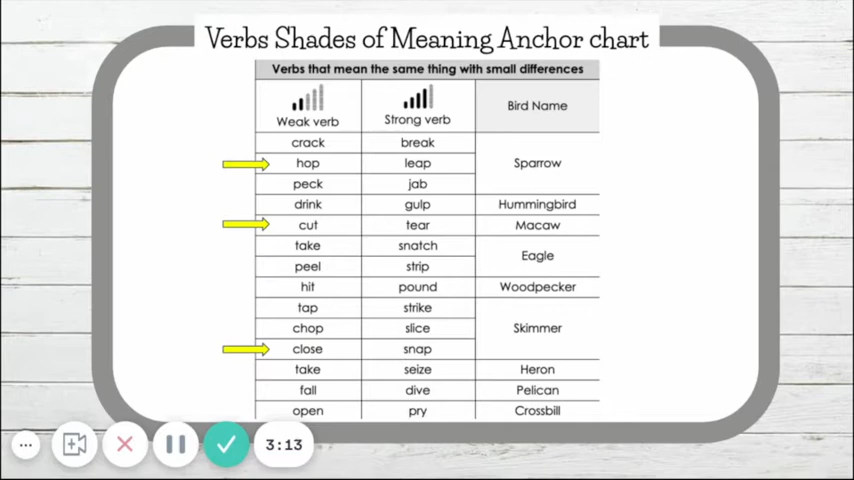 Verbs Shades of Meaning Anchor chart
Verbs that mean the same thing with small differences
Weak verb Strong verb Bird Name
crack break
hop leap Sparrow
peck jab
drink gulp Hummingbird
cut tear Macaw
take snatch
Eagle
peel strip
hit pound Woodpecker
tap strike
chop slice Skimmer
close snap
take seize Heron
fall dive Pelican
open pry Crossbill
3:13